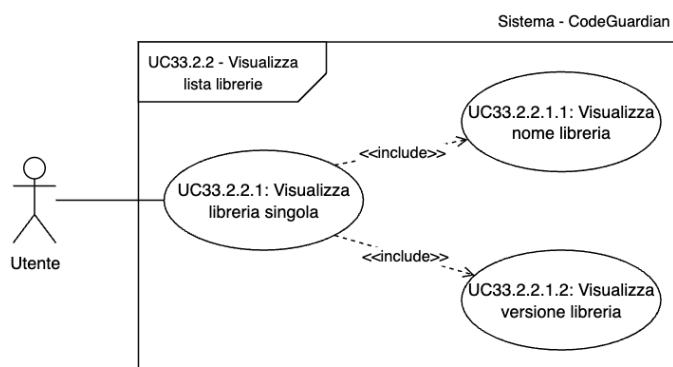 Sistema - CodeGuardian
UC33.2.2 - Visualizza
lista librerie
UC33.2.2.1.1: Visualizza
nome libreria
<<include>>
UC33.2.2.1: Visualizza
libreria singola
Utente
<<include>>
UC33.2.2.1.2: Visualizza
versione libreria